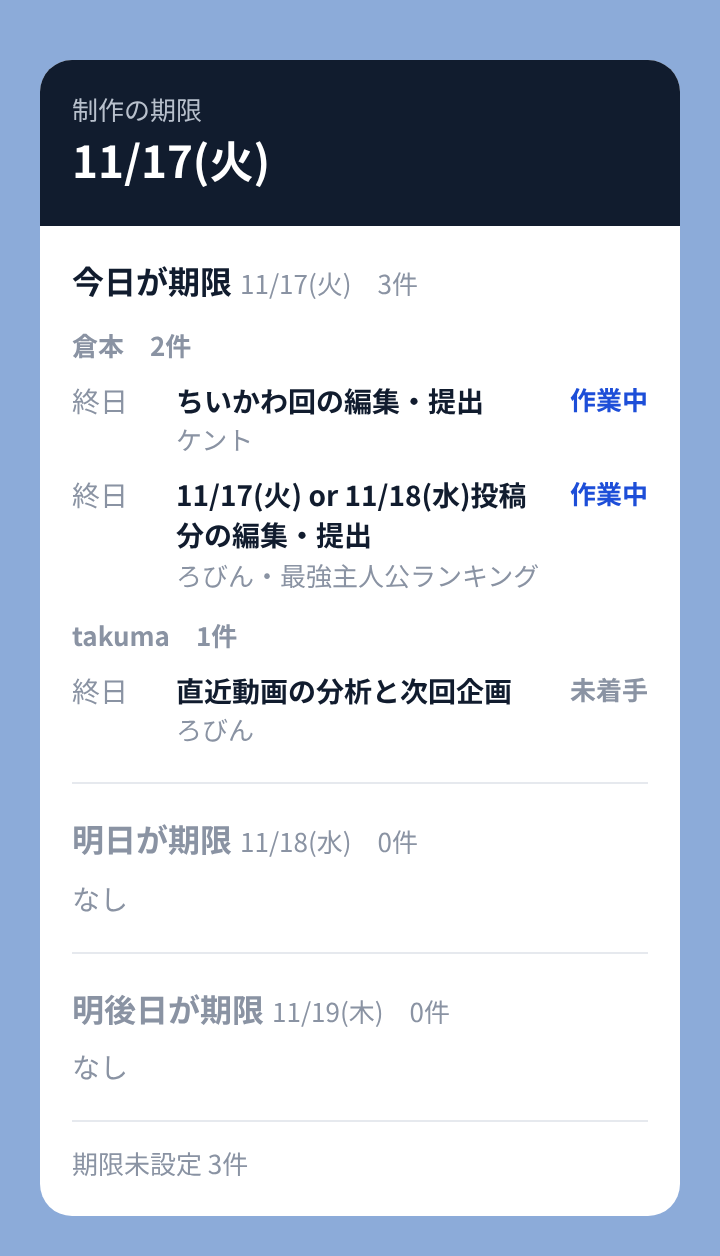 制作の期限
11/17(火)
今日が期限 11/17(火)　3件
倉本　2件
終日　ちいかわ回の編集・提出　作業中
ケント
終日　11/17(火) or 11/18(水)投稿　作業中
分の編集・提出
ろびん・最強主人公ランキング
takuma　1件
終日　直近動画の分析と次回企画　未着手
ろびん
明日が期限 11/18(水)　0件
なし
明後日が期限 11/19(木)　0件
なし
期限未設定 3件